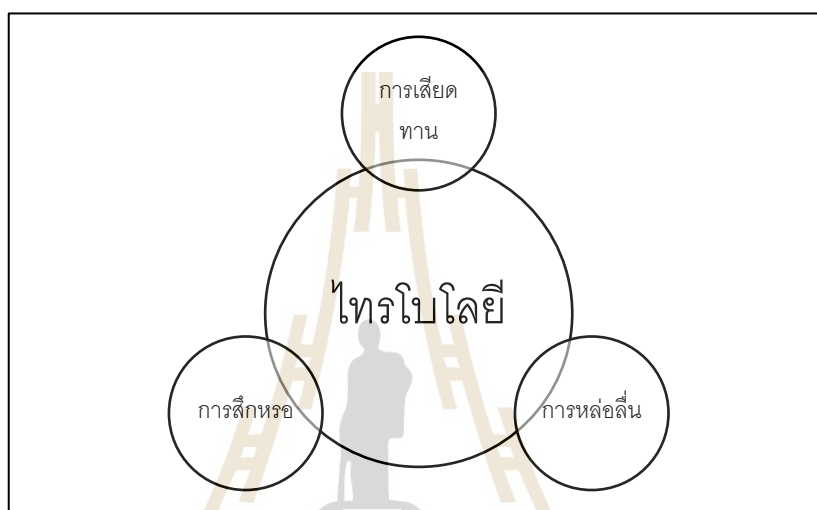 การเสียด
ทาน
ไทรโบโลยี
การสึกหรอ
การหล่อลื่น